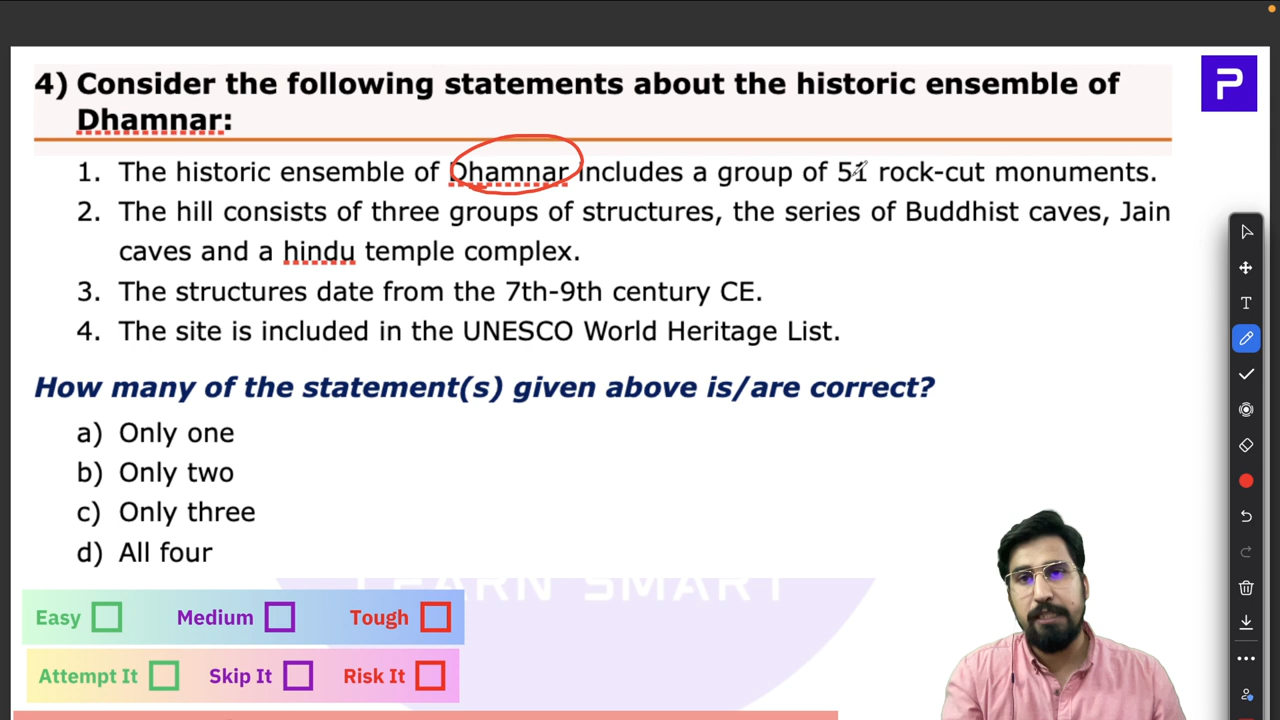 4) Consider the following statements about the historic ensemble of
Dhamnar:
P
1. The historic ensemble of Dhamnar includes a group of 51 rock-cut monuments.
2. The hill consists of three groups of structures, the series of Buddhist caves, Jain
caves and a hindu temple complex.
3. The structures date from the 7th-9th century CE.
4. The site is included in the UNESCO World Heritage List.
How many of the statement(s) given above is/are correct?
a) Only one
b) Only two
c) Only three
d) All four
LEARN SMART
Easy Medium Tough
Attempt It Skip It Risk It
T